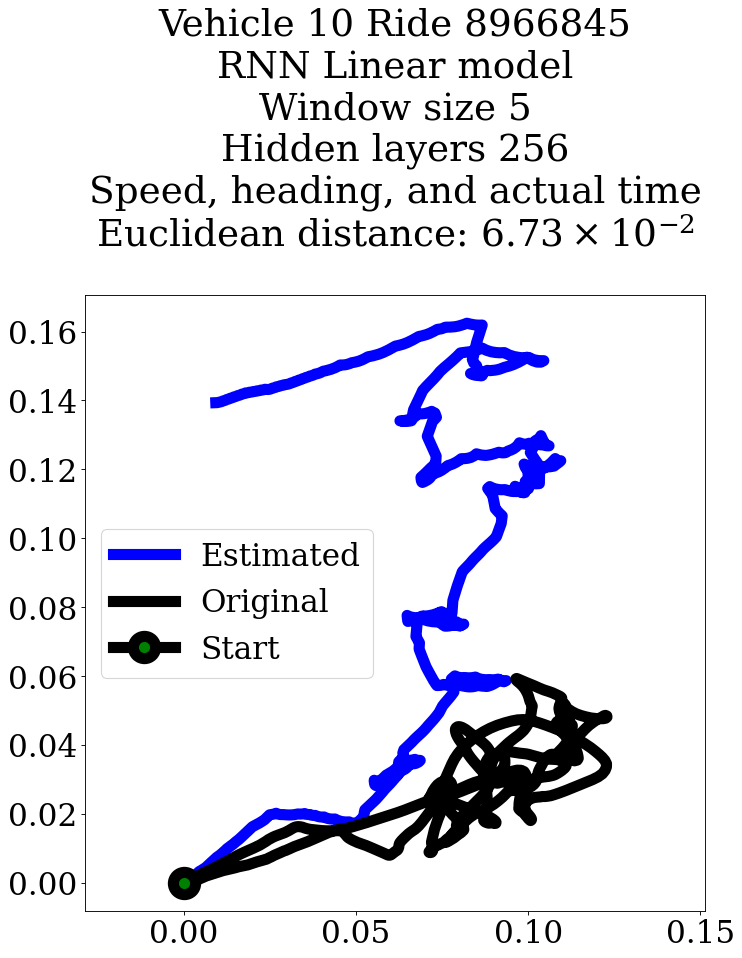 Vehicle 10 Ride 8966845
RNN Linear model
Window size 5
Hidden layers 256
Speed, heading, and actual time
Euclidean distance: 6.73 × 10⁻²
0.16
0.14
0.12
0.10
0.08
0.06
0.04
0.02
0.00
Estimated
Original
Start
0.00 0.05 0.10 0.15